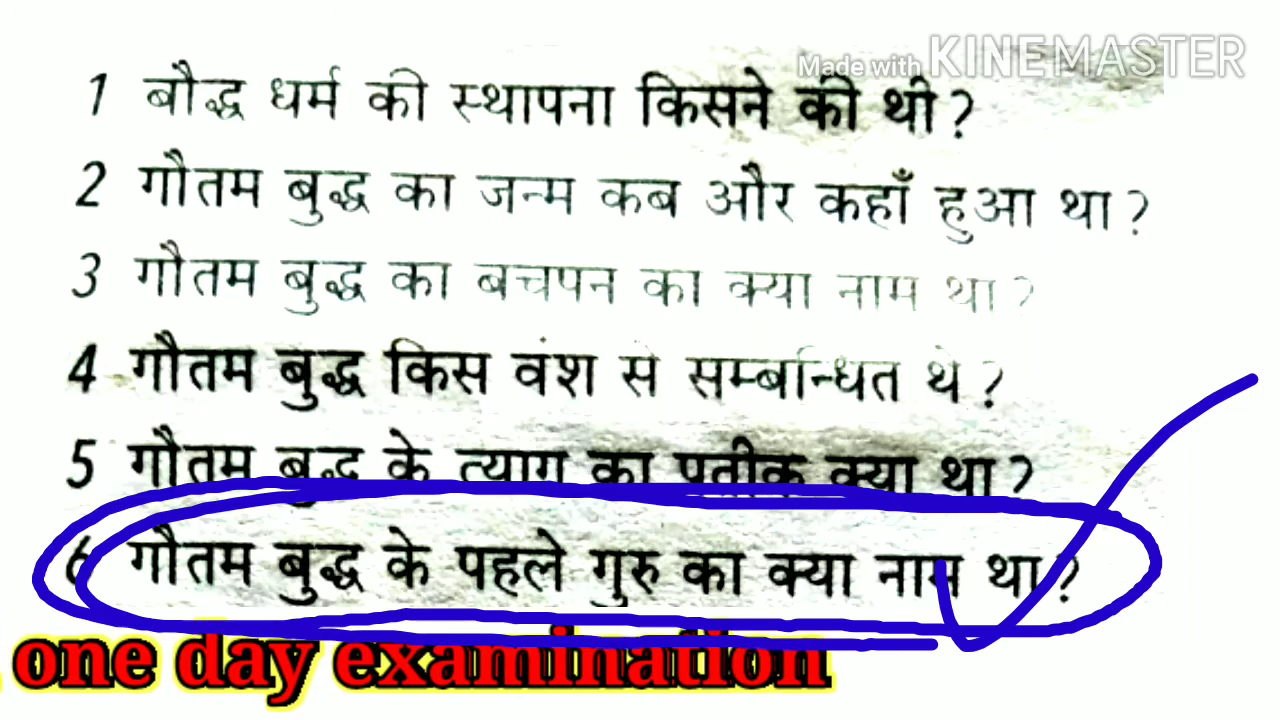 Made with KINEMASTER
1 बौद्ध धर्म की स्थापना किसने की थी?
2 गौतम बुद्ध का जन्म कब और कहाँ हुआ था?
3 गौतम बुद्ध का बचपन का क्या नाम था?
4 गौतम बुद्ध किस वंश से सम्बन्धित थे?
5 गौतम बुद्ध के त्याग का प्रतीक क्या था?
6 गौतम बुद्ध के पहले गुरु का क्या नाम था?
one day examination